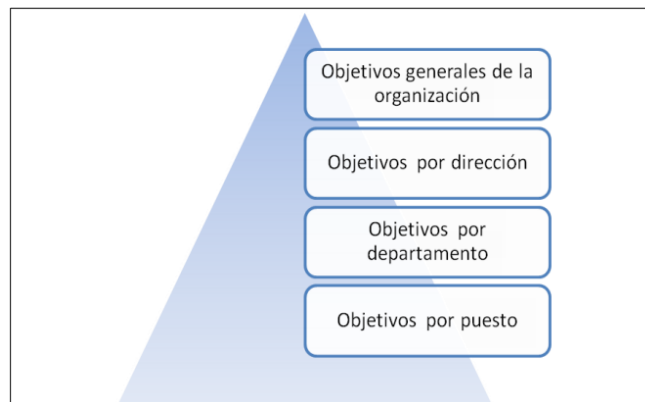 Objetivos generales de la
organización
Objetivos por dirección
Objetivos por
departamento
Objetivos por puesto